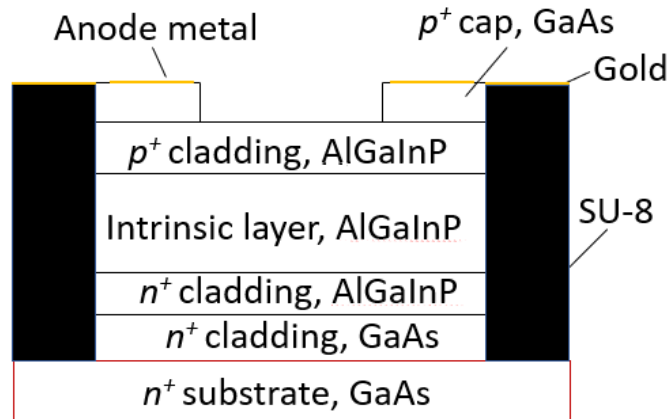 Anode metal
p⁺ cap, GaAs
Gold
p⁺ cladding, AlGaInP
Intrinsic layer, AlGaInP
SU-8
n⁺ cladding, AlGaInP
n⁺ cladding, GaAs
n⁺ substrate, GaAs